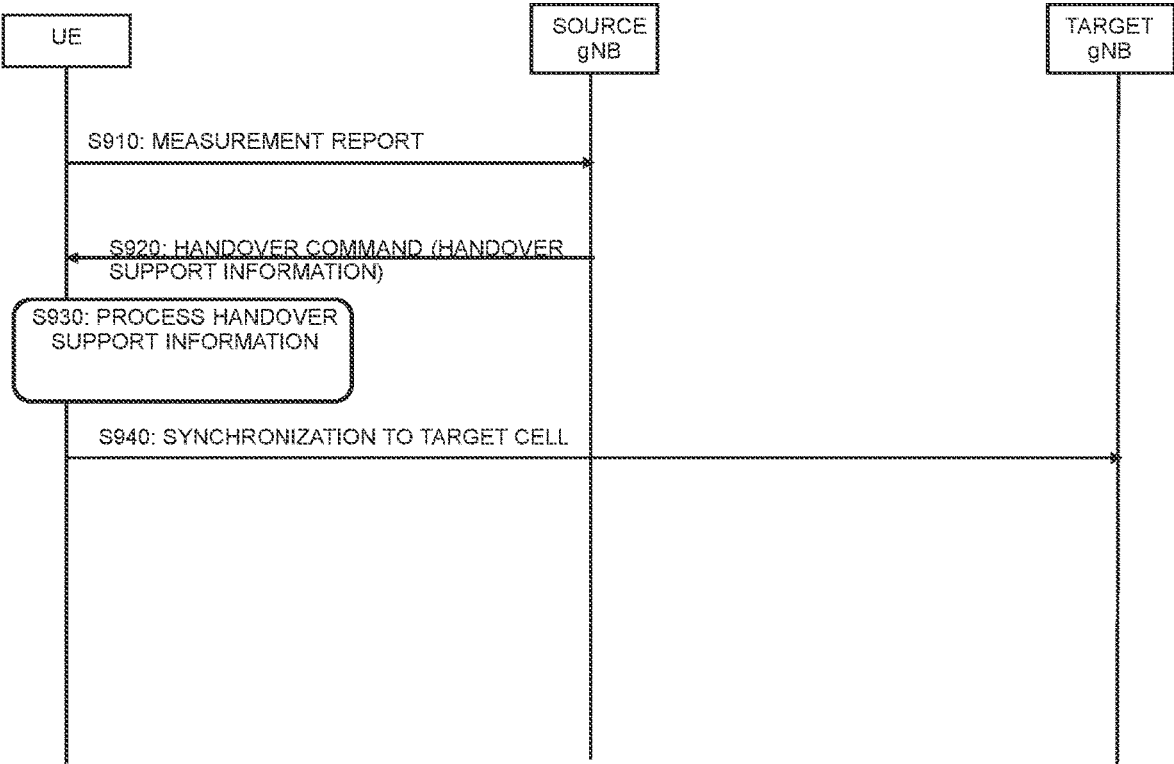 UE
SOURCE
gNB
TARGET
gNB
S910: MEASUREMENT REPORT
S920: HANDOVER COMMAND (HANDOVER
SUPPORT INFORMATION)
S930: PROCESS HANDOVER
SUPPORT INFORMATION
S940: SYNCHRONIZATION TO TARGET CELL